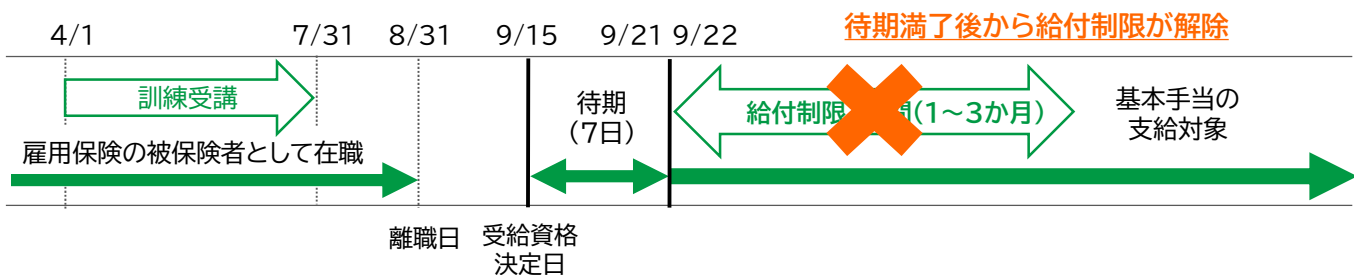 待期満了後から給付制限が解除
4/1
7/31
8/31
9/15
9/21
9/22
訓練受講
待期
(7日)
給付制限 間(1～3か月)
基本手当の
支給対象
雇用保険の被保険者として在職
離職日
受給資格
決定日